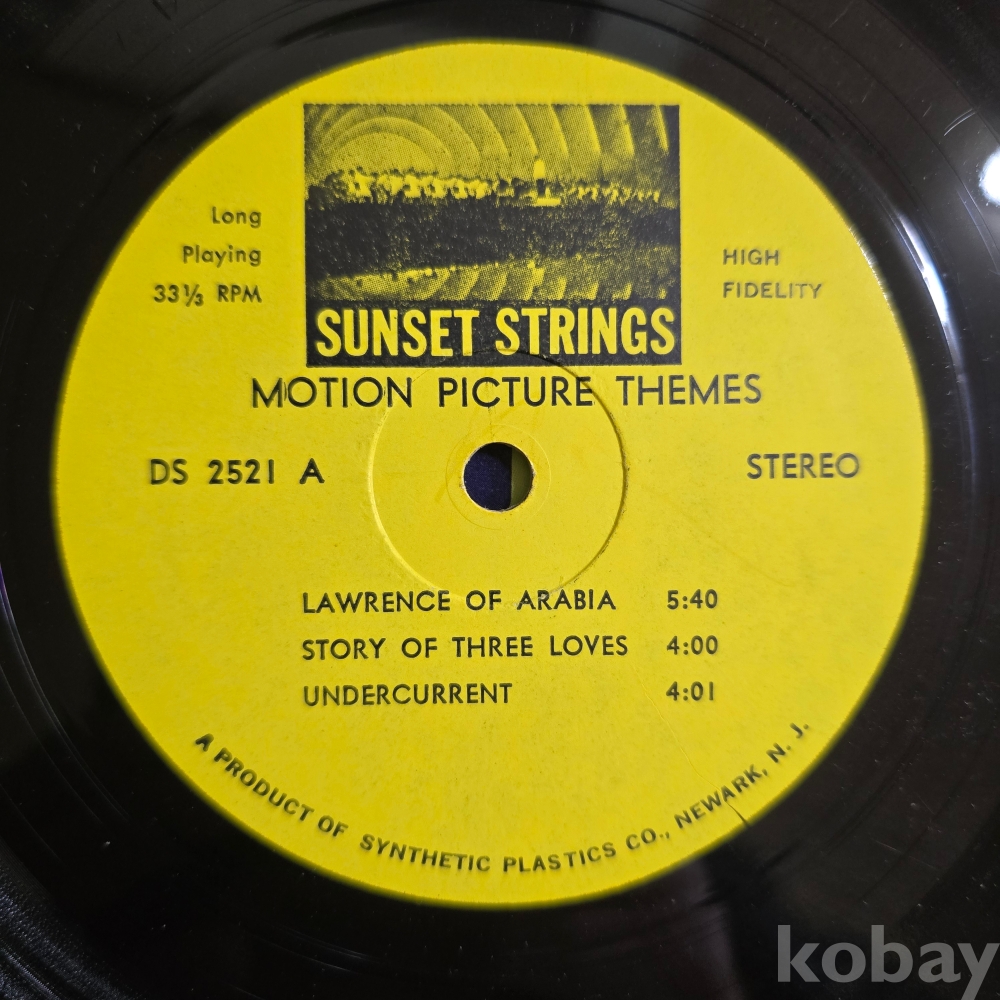 Long
Playing
33⅓ RPM
HIGH
FIDELITY
SUNSET STRINGS
MOTION PICTURE THEMES
DS 2521 A
STEREO
LAWRENCE OF ARABIA 5:40
STORY OF THREE LOVES 4:00
UNDERCURRENT 4:01
A PRODUCT OF SYNTHETIC PLASTICS CO., NEWARK, N. J.
kobay